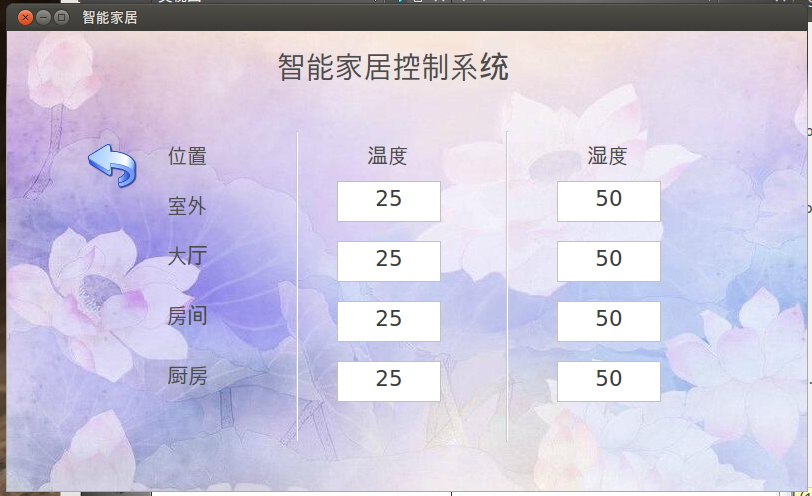 智能家居
智能家居控制系统
位置 温度 湿度
室外 25 50
大厅 25 50
房间 25 50
厨房 25 50